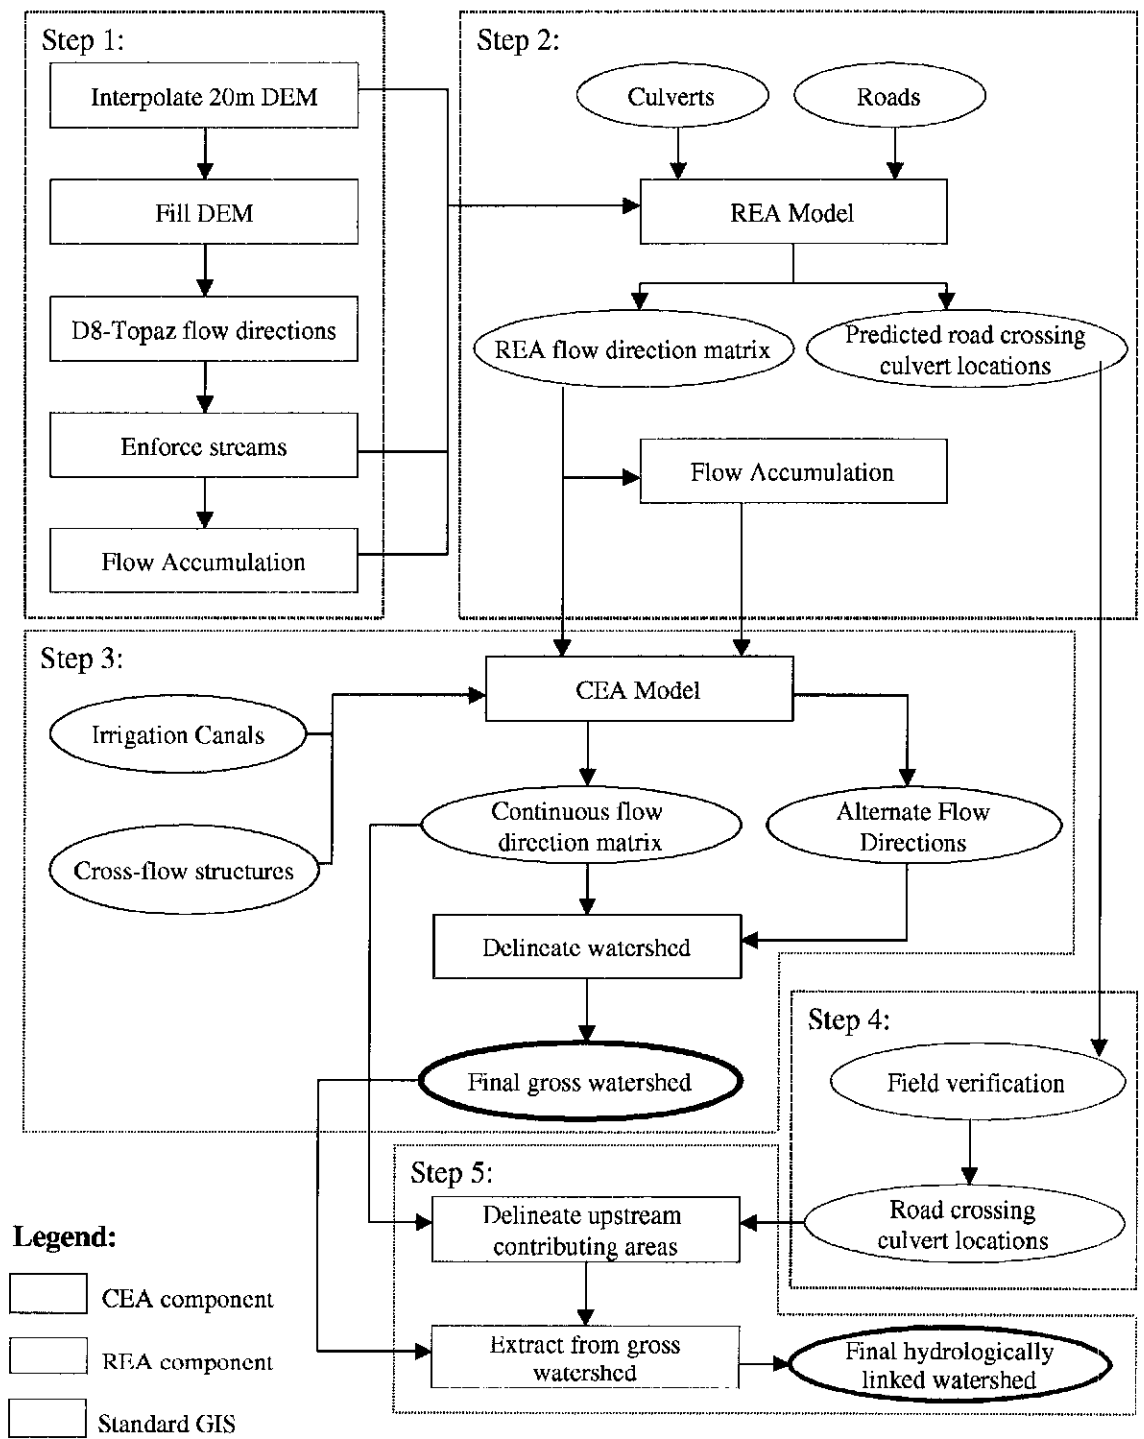 Step 1:
Interpolate 20m DEM
Fill DEM
D8-Topaz flow directions
Enforce streams
Flow Accumulation
Step 2:
Culverts
Roads
REA Model
REA flow direction matrix
Predicted road crossing
culvert locations
Flow Accumulation
Step 3:
CEA Model
Irrigation Canals
Cross-flow structures
Continuous flow
direction matrix
Alternate Flow
Directions
Delineate watershed
Final gross watershed
Step 4:
Field verification
Road crossing
culvert locations
Step 5:
Delineate upstream
contributing areas
Extract from gross
watershed
Final hydrologically
linked watershed
Legend:
CEA component
REA component
Standard GIS